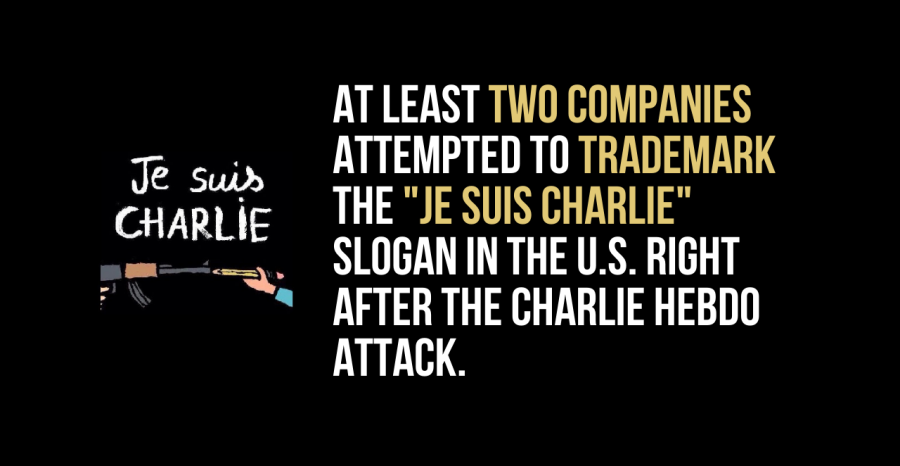 Je suis
CHARLIE
AT LEAST TWO COMPANIES
ATTEMPTED TO TRADEMARK
THE "JE SUIS CHARLIE"
SLOGAN IN THE U.S. RIGHT
AFTER THE CHARLIE HEBDO
ATTACK.